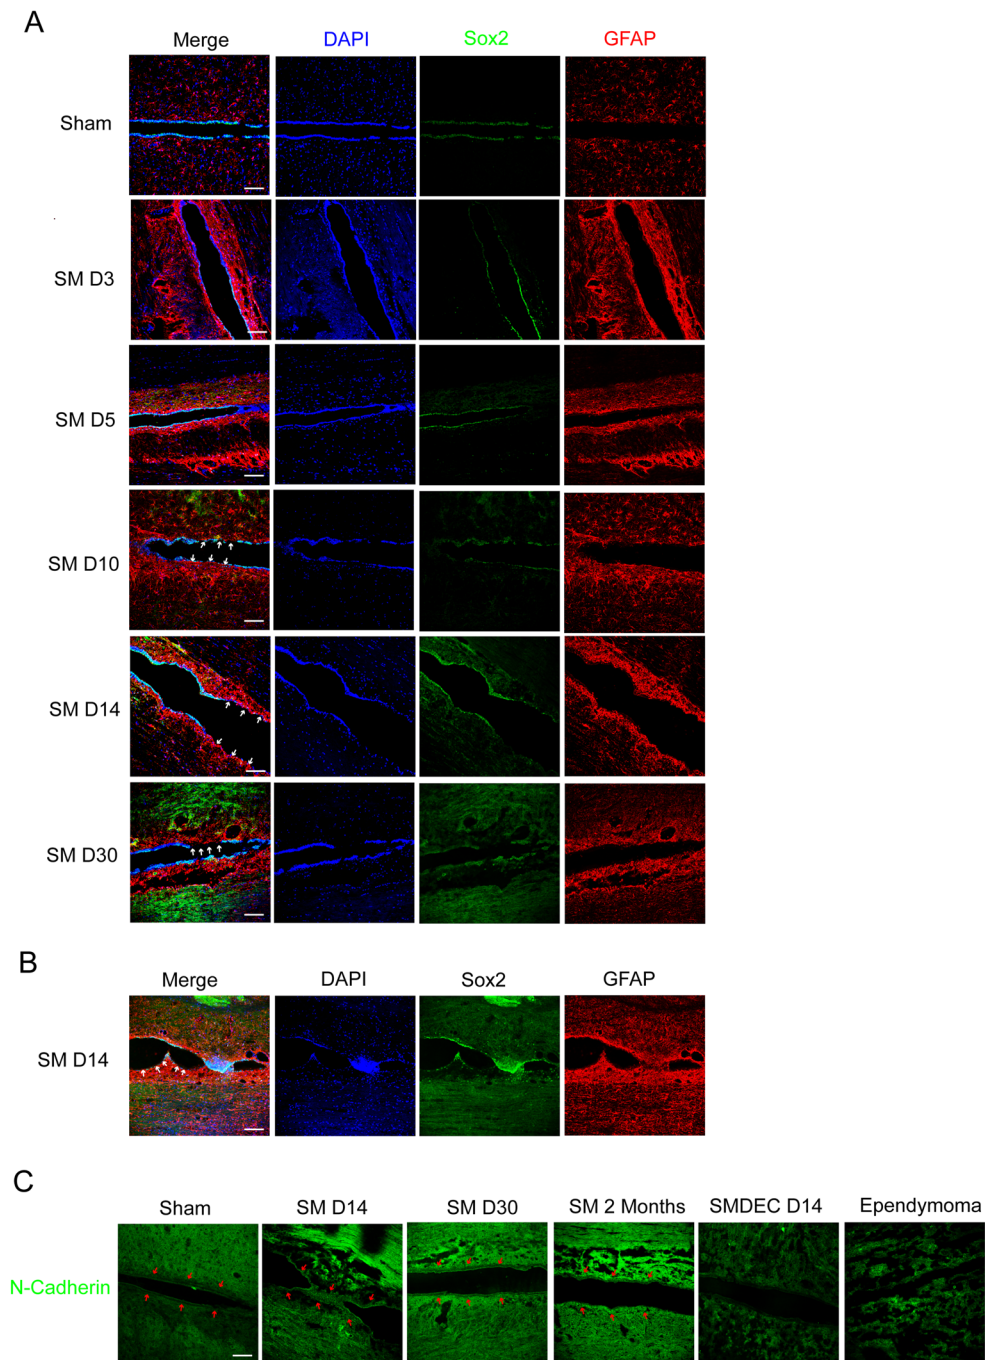 A
Merge DAPI Sox2 GFAP
Sham
SM D3
SM D5
SM D10
SM D14
SM D30
B
Merge DAPI Sox2 GFAP
SM D14
C
Sham SM D14 SM D30 SM 2 Months SMDEC D14 Ependymoma
N-Cadherin